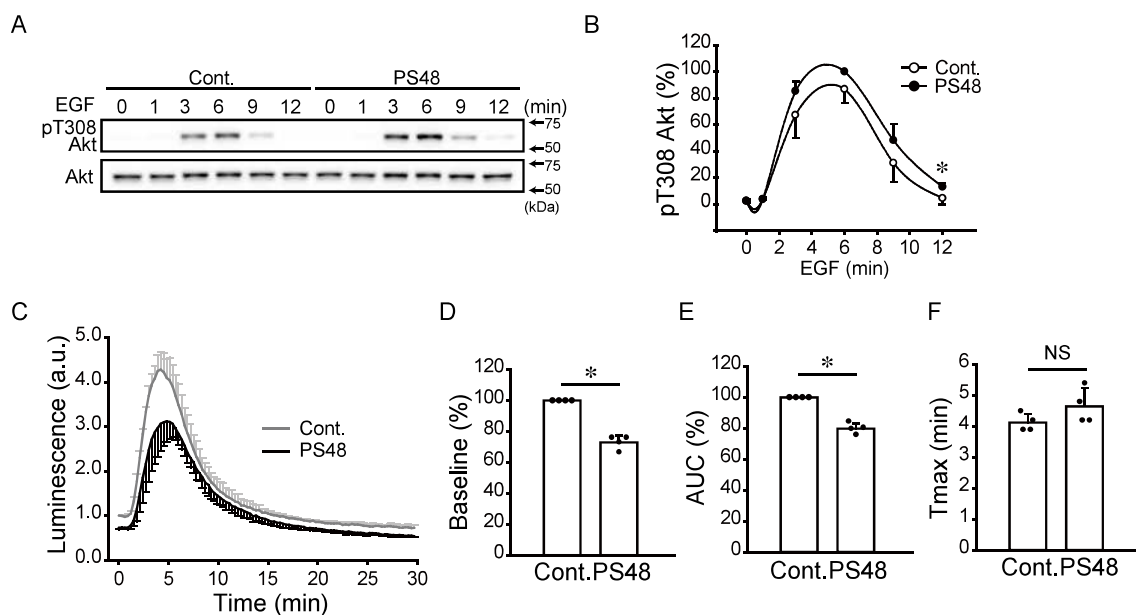 A
Cont. PS48
EGF 0 1 3 6 9 12 0 1 3 6 9 12 (min)
pT308
Akt
75
50
Akt
75
50
(kDa)
B
pT308 Akt (%)
120
100
80
60
40
20
0
0 2 4 6 8 10 12
EGF (min)
Cont.
PS48
*
C
Luminescence (a.u.)
5.0
4.0
3.0
2.0
1.0
0.0
0 5 10 15 20 25 30
Time (min)
Cont.
PS48
D
Baseline (%)
120
100
80
60
40
20
0
*
Cont. PS48
E
AUC (%)
120
100
80
60
40
20
0
*
Cont. PS48
F
Tmax (min)
6
5
4
3
2
1
0
NS
Cont. PS48